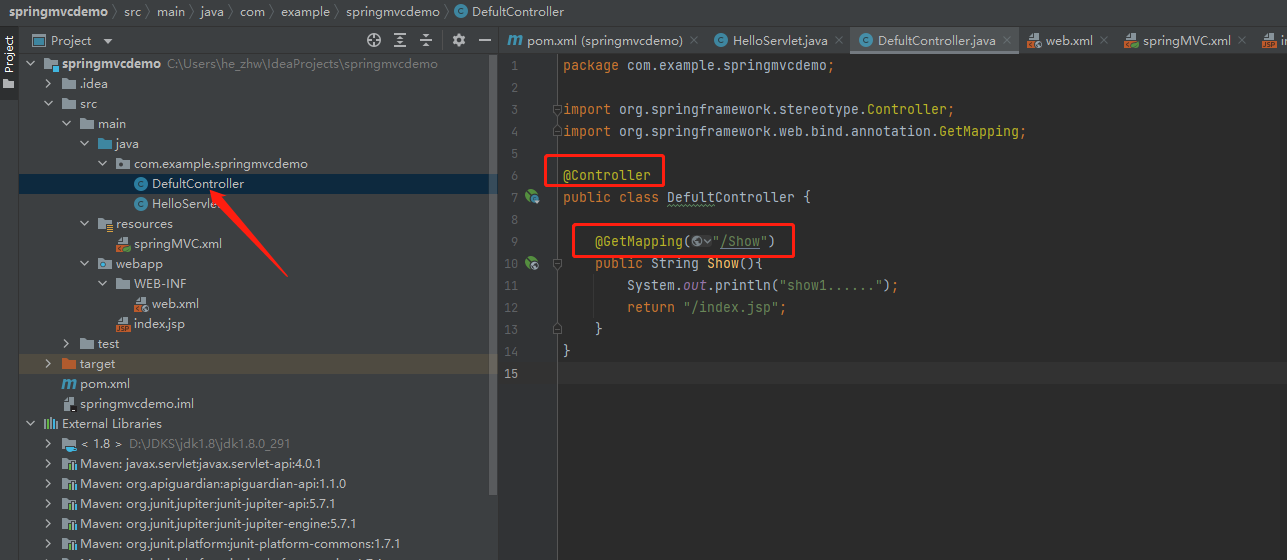 springmvcdemo 〉 src 〉 main 〉 java 〉 com 〉 example 〉 springmvcdemo 〉 DefultController
Project
Project
springmvcdemo C:\Users\he_zhw\IdeaProjects\springmvcdemo
.idea
src
main
java
com.example.springmvcdemo
DefultController
HelloServlet
resources
springMVC.xml
webapp
WEB-INF
web.xml
index.jsp
test
target
pom.xml
springmvcdemo.iml
External Libraries
< 1.8 > D:\JDKS\jdk1.8\jdk1.8.0_291
Maven: javax.servlet:javax.servlet-api:4.0.1
Maven: org.apiguardian:apiguardian-api:1.1.0
Maven: org.junit.jupiter:junit-jupiter-api:5.7.1
Maven: org.junit.jupiter:junit-jupiter-engine:5.7.1
Maven: org.junit.platform:junit-platform-commons:1.7.1
pom.xml (springmvcdemo) HelloServlet.java DefultController.java web.xml springMVC.xml
1 package com.example.springmvcdemo;
2
3 import org.springframework.stereotype.Controller;
4 import org.springframework.web.bind.annotation.GetMapping;
5
6 @Controller
7 public class DefultController {
8
9 @GetMapping("/Show")
10 public String Show(){
11 System.out.println("show1......");
12 return "/index.jsp";
13 }
14 }
15